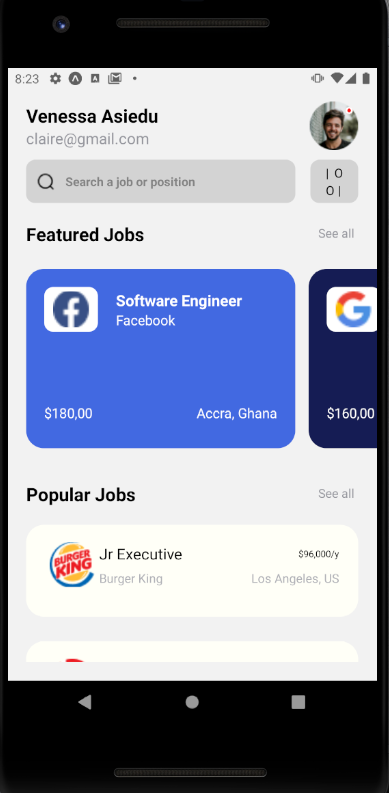 8:23
Venessa Asiedu
claire@gmail.com
Search a job or position
| O
O |
Featured Jobs
See all
Software Engineer
Facebook
$180,00
Accra, Ghana
$160,00
Popular Jobs
See all
BURGER
KING
Jr Executive
$96,000/y
Burger King
Los Angeles, US